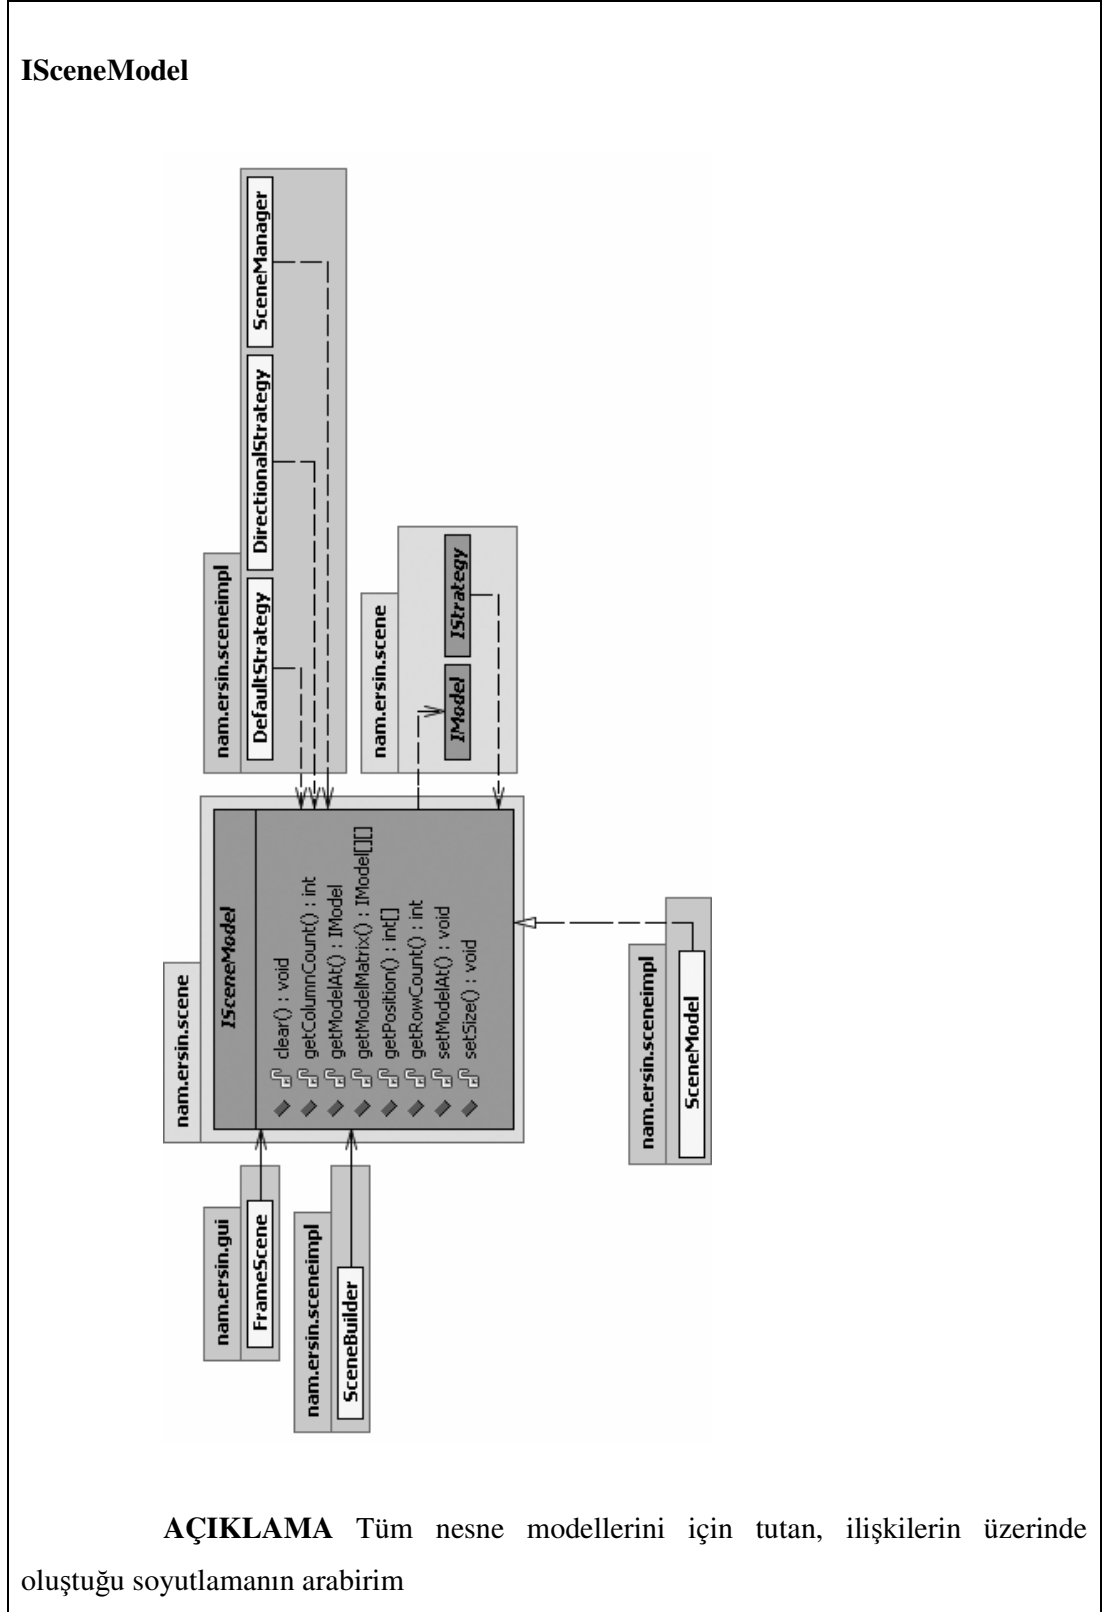 ISceneModel
nam.ersin.sceneimpl
DefaultStrategy
DirectionalStrategy
SceneManager
nam.ersin.scene
IModel
IStrategy
nam.ersin.scene
ISceneModel
clear() : void
getColumnCount() : int
getModelAt() : IModel
getModelMatrix() : IModel[][]
getPosition() : int[]
getRowCount() : int
setModelAt() : void
setSize() : void
nam.ersin.sceneimpl
SceneModel
nam.ersin.gui
FrameScene
nam.ersin.sceneimpl
SceneBuilder
AÇIKLAMA Tüm nesne modellerini için tutan, ilişkilerin üzerinde
oluştuğu soyutlamanın arabirim